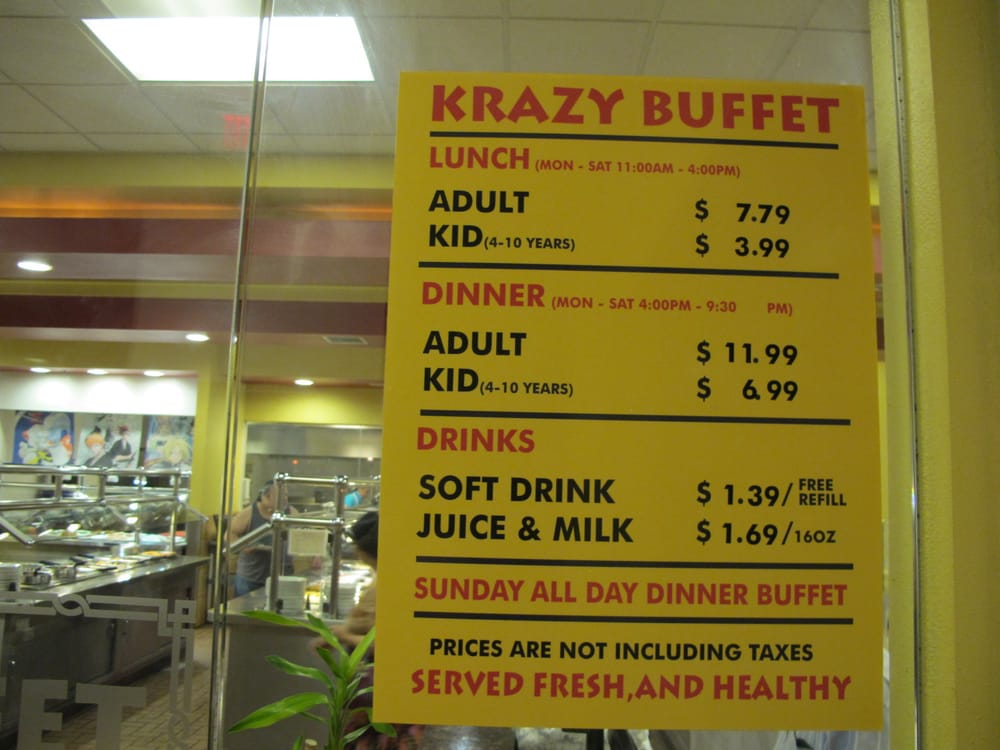 KRAZY BUFFET
LUNCH (MON - SAT 11:00AM - 4:00PM)
ADULT $ 7.79
KID (4-10 YEARS) $ 3.99
DINNER (MON - SAT 4:00PM - 9:30 PM)
ADULT $ 11.99
KID (4-10 YEARS) $ 6.99
DRINKS
SOFT DRINK $ 1.39/ FREE REFILL
JUICE & MILK $ 1.69/16OZ
SUNDAY ALL DAY DINNER BUFFET
PRICES ARE NOT INCLUDING TAXES
SERVED FRESH,AND HEALTHY
ET